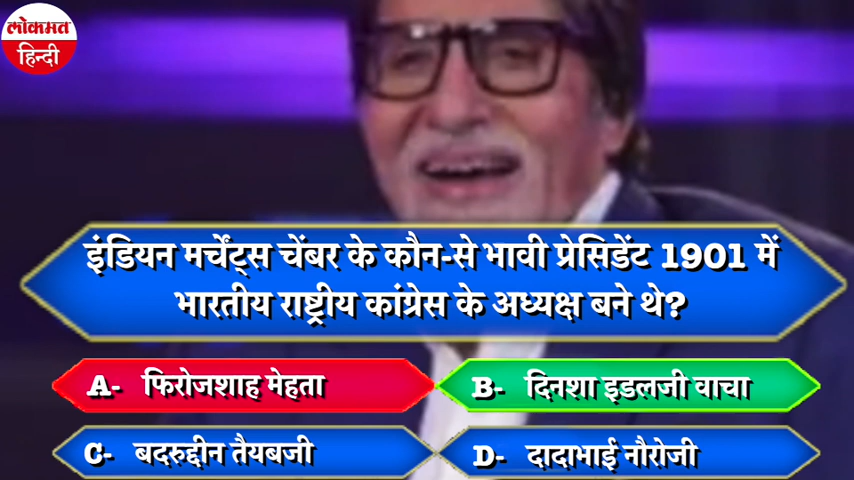 लोकमत
हिन्दी
इंडियन मर्चेंट्स चेंबर के कौन-से भावी प्रेसिडेंट 1901 में
भारतीय राष्ट्रीय कांग्रेस के अध्यक्ष बने थे?
A- फिरोजशाह मेहता
B- दिनशा इडलजी वाचा
C- बदरुद्दीन तैयबजी
D- दादाभाई नौरोजी